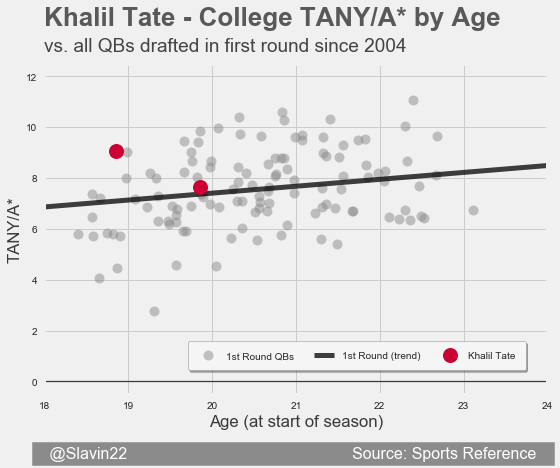 Khalil Tate - College TANY/A* by Age
vs. all QBs drafted in first round since 2004
TANY/A*
12
10
8
6
4
2
0
18 19 20 21 22 23 24
1st Round QBs 1st Round (trend) Khalil Tate
Age (at start of season)
@Slavin22 Source: Sports Reference